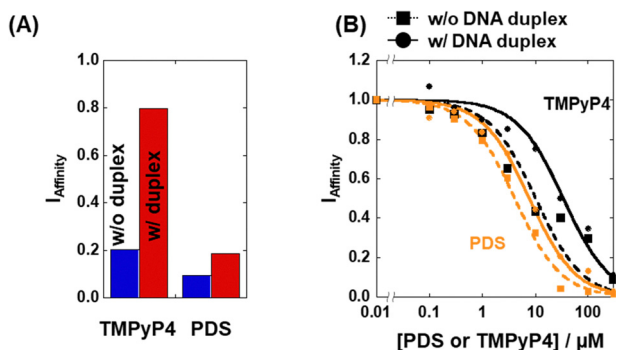 (A)
1.0
0.8
0.6
0.4
0.2
0.0
I Affinity
w/o duplex
w/ duplex
TMPyP4 PDS
(B)
w/o DNA duplex
w/ DNA duplex
1.2
1.0
0.8
0.6
0.4
0.2
0.0
I Affinity
TMPyP4
PDS
0.01 0.1 1 10 100
[PDS or TMPyP4] / µM